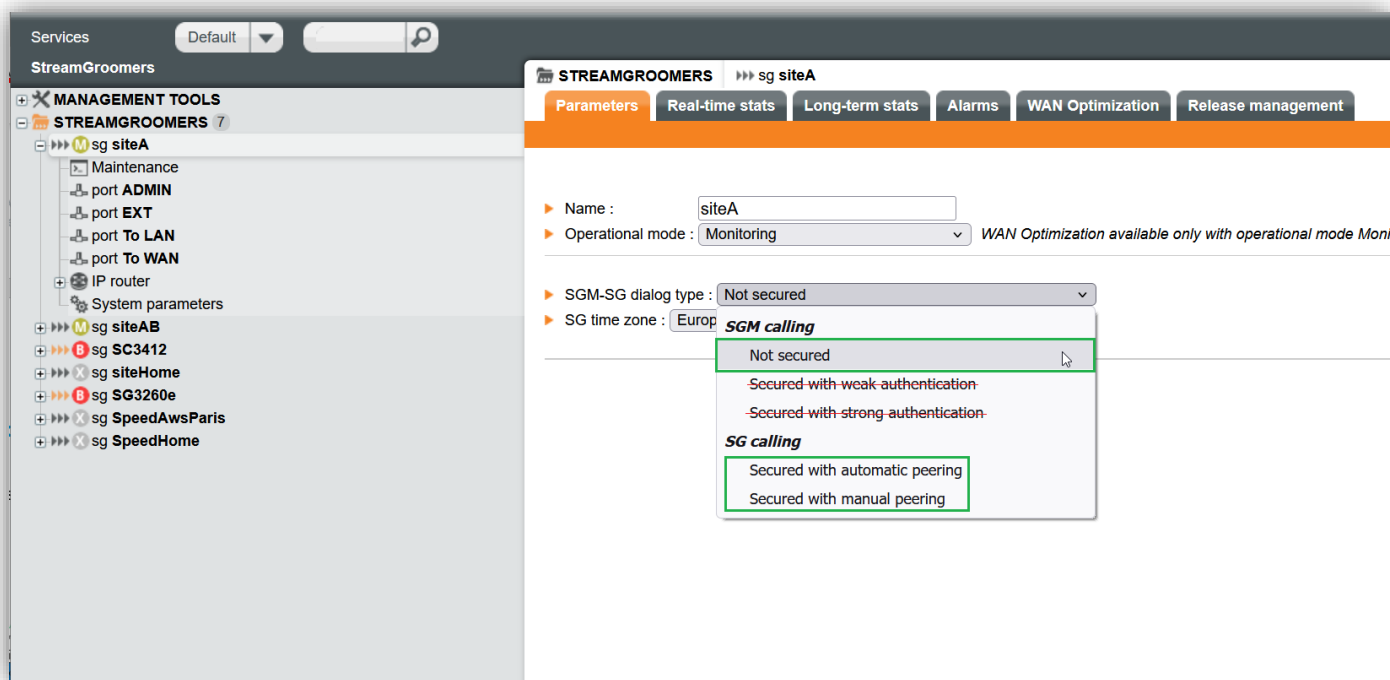 Services
Default
StreamGroomers
MANAGEMENT TOOLS
STREAMGROOMERS 7
M sg siteA
Maintenance
port ADMIN
port EXT
port To LAN
port To WAN
IP router
System parameters
M sg siteAB
B sg SC3412
X sg siteHome
B sg SG3260e
X sg SpeedAwsParis
X sg SpeedHome
STREAMGROOMERS sg siteA
Parameters Real-time stats Long-term stats Alarms WAN Optimization Release management
Name : siteA
Operational mode : Monitoring WAN Optimization available only with operational mode Moni
SGM-SG dialog type : Not secured
SG time zone : Europ
SGM calling
Not secured
Secured with weak authentication
Secured with strong authentication
SG calling
Secured with automatic peering
Secured with manual peering